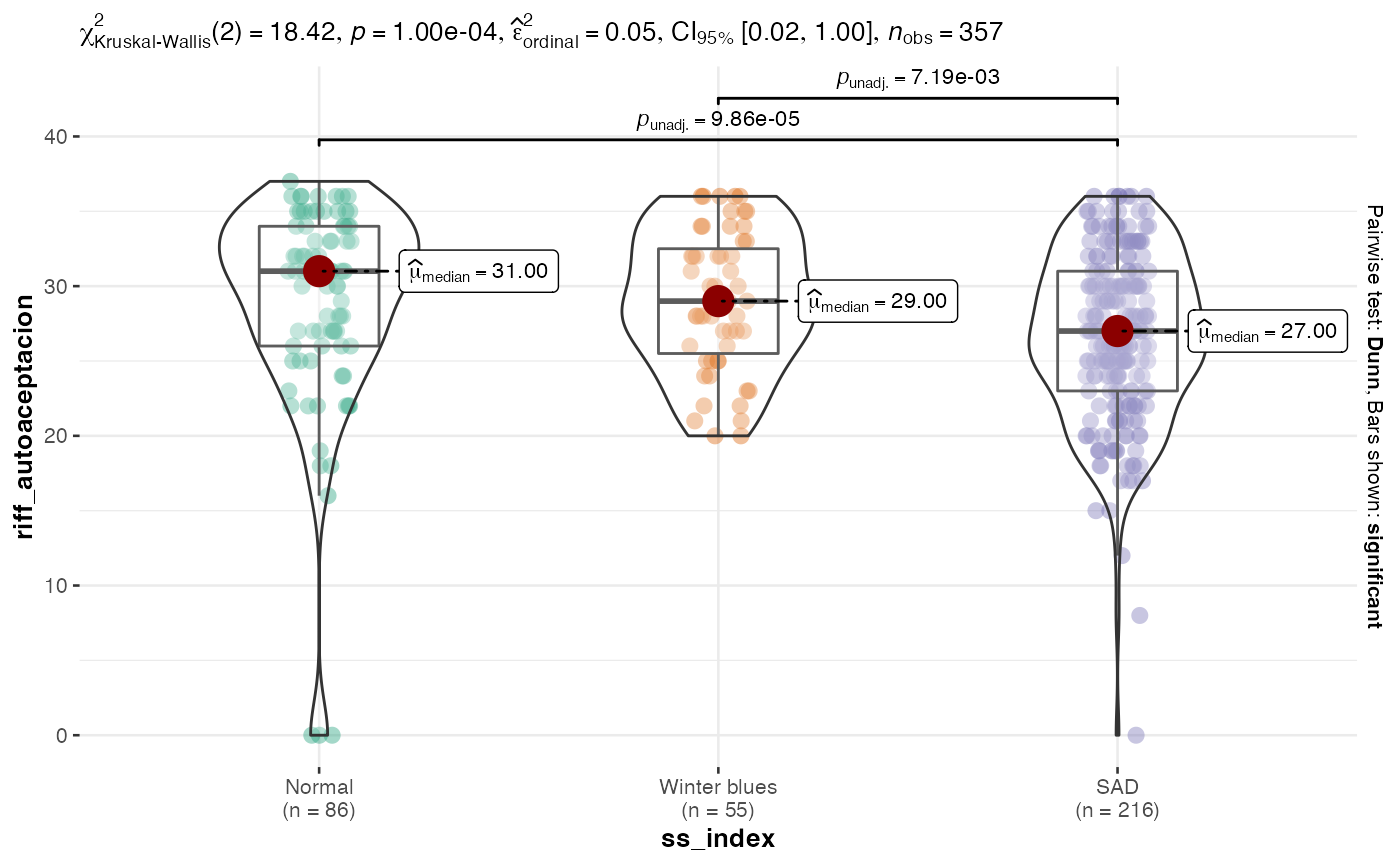 χ²Kruskal-Wallis(2) = 18.42, p = 1.00e-04, ε̂²ordinal = 0.05, CI95% [0.02, 1.00], nobs = 357
punadj. = 7.19e-03
punadj. = 9.86e-05
40
30
20
10
0
riff_autoaceptacion
μ̂median = 31.00
μ̂median = 29.00
μ̂median = 27.00
Pairwise test: Dunn, Bars shown: significant
Normal
(n = 86)
Winter blues
(n = 55)
SAD
(n = 216)
ss_index